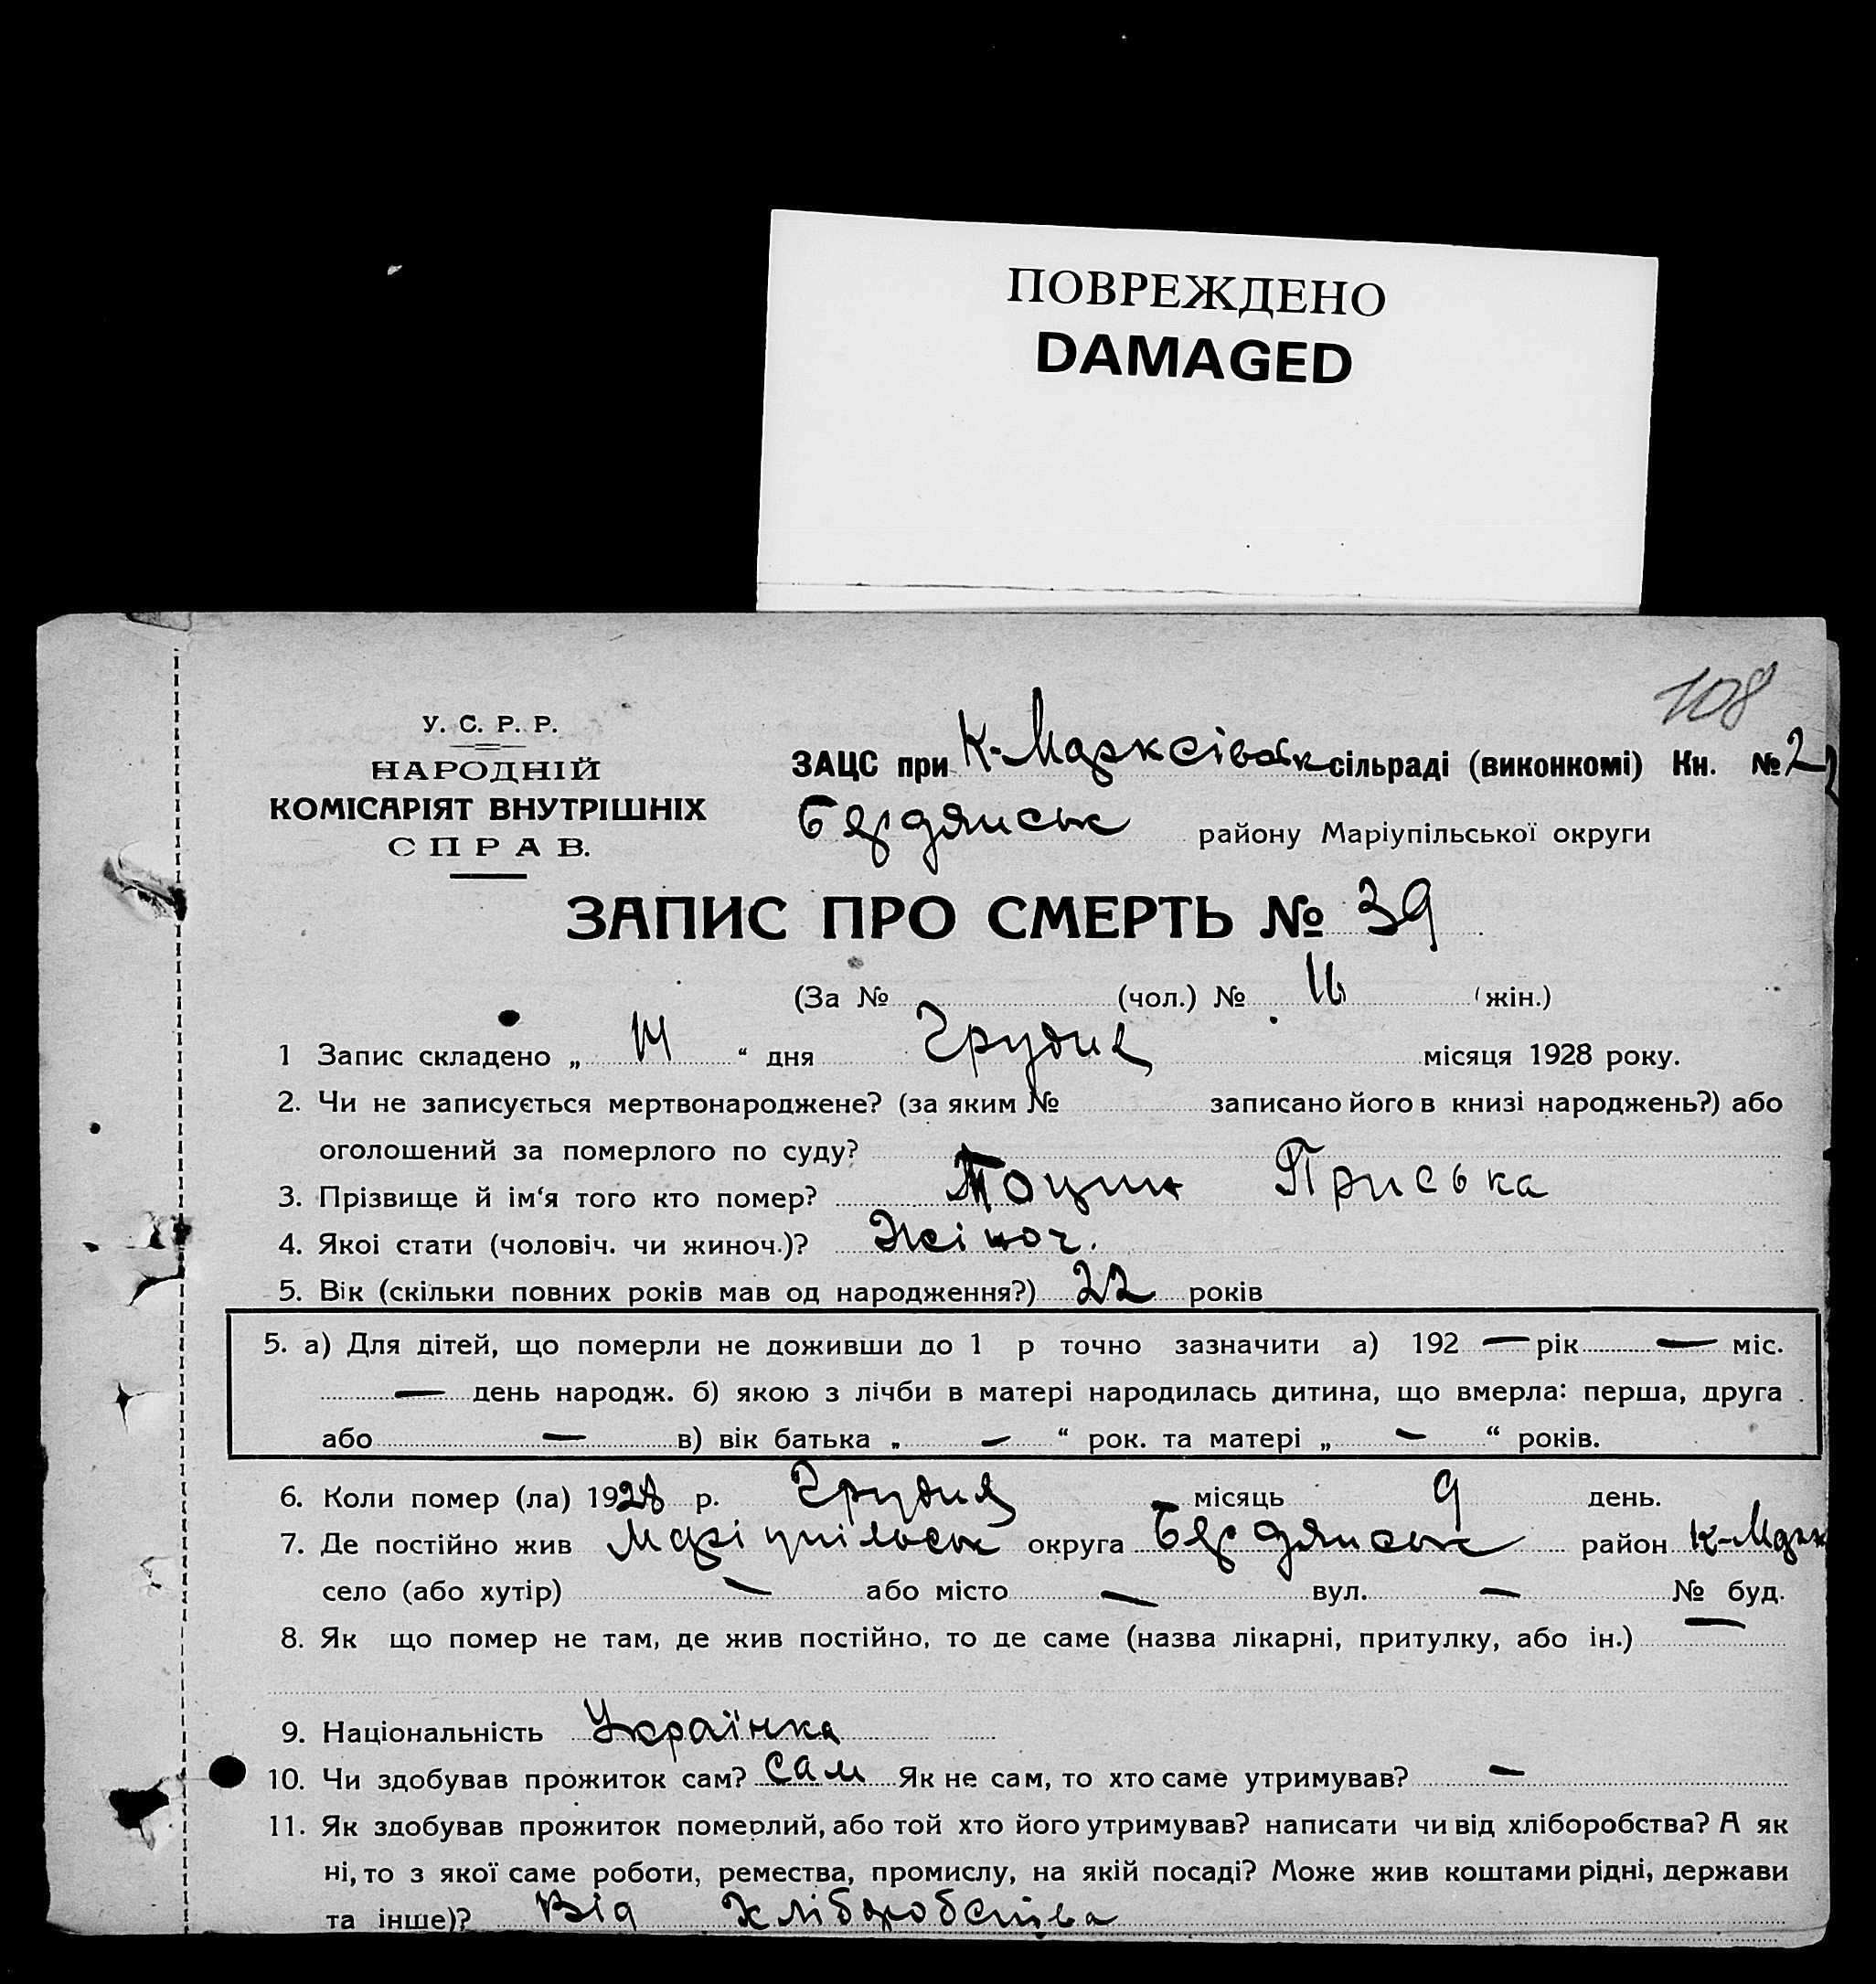 ПОВРЕЖДЕНО
DAMAGED
108
У. С. Р. Р.
НАРОДНІЙ
КОМІСАРІЯТ ВНУТРІШНІХ
СПРАВ.
ЗАЦС при К-Марксівськ сільраді (виконкомі) Кн. № 2
Бердянськ району Маріупільської округи
ЗАПИС ПРО СМЕРТЬ № 39
(За № (чол.) № 16 (жін.)
1 Запис складено „ 14 “ дня Грудня місяця 1928 року.
2. Чи не записується мертвонароджене? (за яким № записано його в книзі народжень?) або
оголошений за померлого по суду?
3. Прізвище й ім‘я того хто помер? Приська
4. Якоі стати (чоловіч. чи жиноч.)? Жіноч.
5. Вік (скільки повних років мав од народження?) 22 років
5. а) Для дітей, що померли не доживши до 1 р точно зазначити а) 192 — рік — міс.
— день народж. б) якою з лічби в матері народилась дитина, що вмерла: перша, друга
або — в) вік батька „ — “ рок. та матері „ — “ років.
6. Коли помер (ла) 1928 р. Грудня місяць 9 день.
7. Де постійно жив Маріупільськ округа Бердянськ район К-Марк
село (або хутір) — або місто — вул. — № буд. —
8. Як що помер не там, де жив постійно, то де саме (назва лікарні, притулку, або ін.)
9. Національність Українка
10. Чи здобував прожиток сам? Сам Як не сам, то хто саме утримував? —
11. Як здобував прожиток померлий, або той хто його утримував? написати чи від хліборобства? А як
ні, то з якої саме роботи, ремества, промислу, на якій посаді? Може жив коштами рідні, держави
та інше)? Від Хліборобства